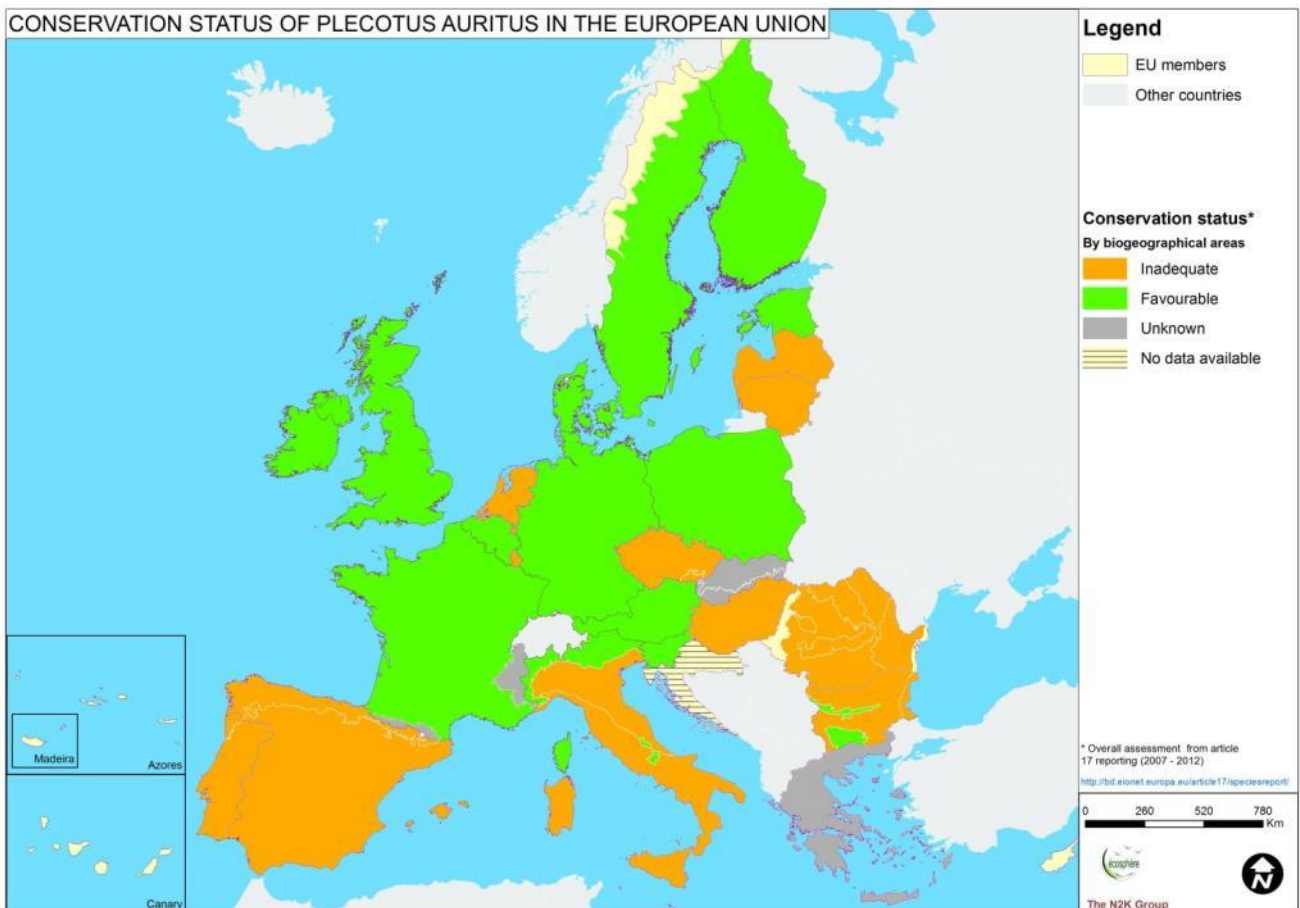 CONSERVATION STATUS OF PLECOTUS AURITUS IN THE EUROPEAN UNION
Legend
EU members
Other countries
Conservation status*
By biogeographical areas
Inadequate
Favourable
Unknown
No data available
Madeira
Azores
Canary
* Overall assessment from article
17 reporting (2007 - 2012)
http://bd.eionet.europa.eu/article17/speciesreport/
0 260 520 780
Km
écosphère
N
The N2K Group